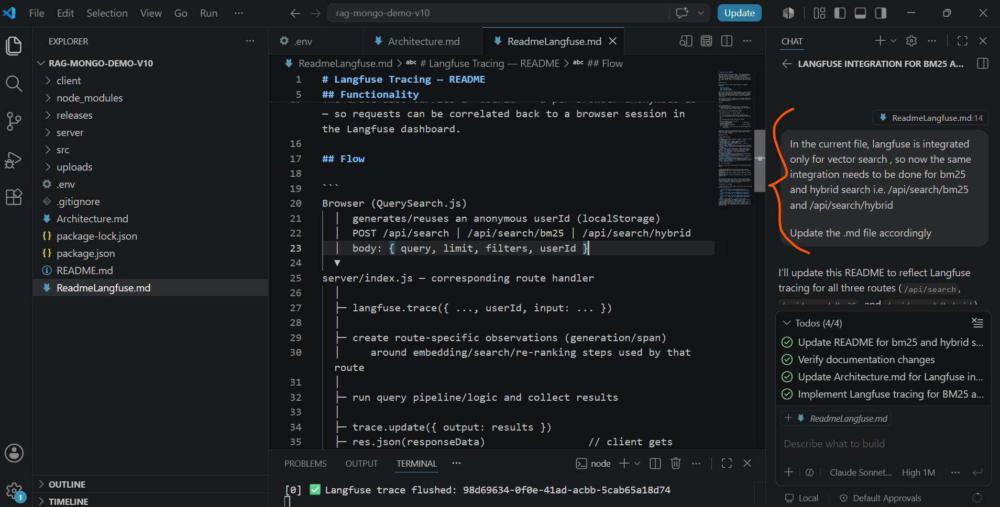 File Edit Selection View Go Run ···
rag-mongo-demo-v10
Update
EXPLORER
RAG-MONGO-DEMO-V10
client
node_modules
releases
server
src
uploads
.env
.gitignore
Architecture.md
package-lock.json
package.json
README.md
ReadmeLangfuse.md
OUTLINE
TIMELINE
1
.env
Architecture.md
ReadmeLangfuse.md
ReadmeLangfuse.md > abc # Langfuse Tracing — README > abc ## Flow
1 # Langfuse Tracing — README
5 ## Functionality
— so requests can be correlated back to a browser session in
the Langfuse dashboard.
16
17 ## Flow
18
19 ```
20 Browser (QuerySearch.js)
21 │ generates/reuses an anonymous userId (localStorage)
22 │ POST /api/search | /api/search/bm25 | /api/search/hybrid
23 │ body: { query, limit, filters, userId }
24 ▼
25 server/index.js — corresponding route handler
26 │
27 ├─ langfuse.trace({ ..., userId, input: ... })
28 │
29 ├─ create route-specific observations (generation/span)
30 │ around embedding/search/re-ranking steps used by that
route
31 │
32 ├─ run query pipeline/logic and collect results
33 │
34 ├─ trace.update({ output: results })
35 ├─ res.json(responseData) // client gets
PROBLEMS OUTPUT TERMINAL ···
node
[0] ✅ Langfuse trace flushed: 98d69634-0f0e-41ad-acbb-5cab65a18d74
CHAT
LANGFUSE INTEGRATION FOR BM25 A...
ReadmeLangfuse.md:14
In the current file, langfuse is integrated
only for vector search , so now the same
integration needs to be done for bm25
and hybrid search i.e. /api/search/bm25
and /api/search/hybrid
Update the .md file accordingly
I'll update this README to reflect Langfuse
tracing for all three routes (/api/search,
Todos (4/4)
Update README for bm25 and hybrid s...
Verify documentation changes
Update Architecture.md for Langfuse in...
Implement Langfuse tracing for BM25 a...
ReadmeLangfuse.md
Describe what to build
Claude Sonnet... High 1M ···
Local Default Approvals